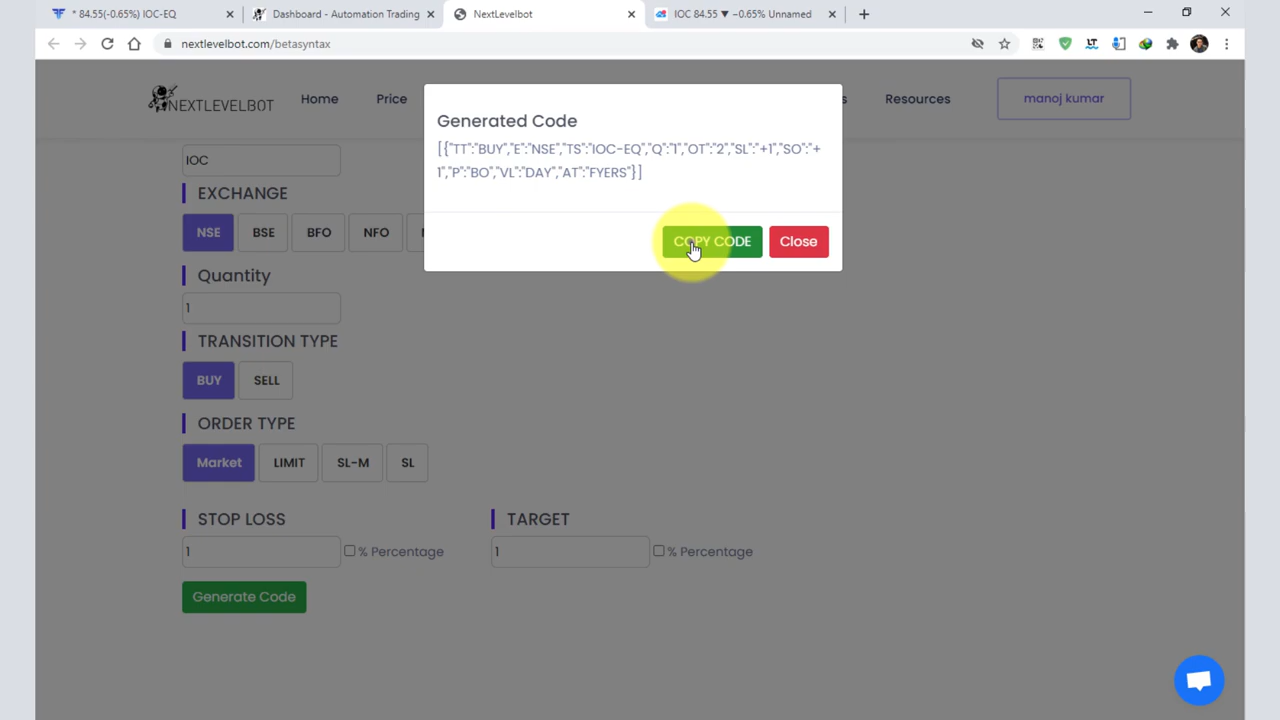 * 84.55(-0.65%) IOC-EQ
Dashboard - Automation Trading
NextLevelbot
IOC 84.55 ▼ −0.65% Unnamed
nextlevelbot.com/betasyntax
LT
NEXTLEVELBOT
Home
Price
Resources
manoj kumar
Generated Code
[{"TT":"BUY","E":"NSE","TS":"IOC-EQ","Q":"1","OT":"2","SL":"+1","SO":"+
1","P":"BO","VL":"DAY","AT":"FYERS"}]
COPY CODE
Close
IOC
EXCHANGE
NSE
BSE
BFO
NFO
Quantity
1
TRANSITION TYPE
BUY
SELL
ORDER TYPE
Market
LIMIT
SL-M
SL
STOP LOSS
TARGET
1
% Percentage
1
% Percentage
Generate Code